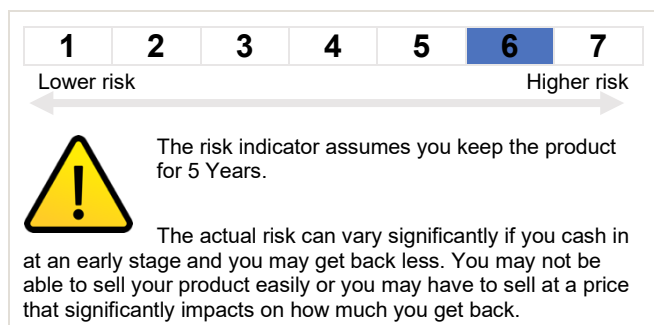 1 2 3 4 5 6 7
Lower risk Higher risk
The risk indicator assumes you keep the product
for 5 Years.
The actual risk can vary significantly if you cash in
at an early stage and you may get back less. You may not be
able to sell your product easily or you may have to sell at a price
that significantly impacts on how much you get back.